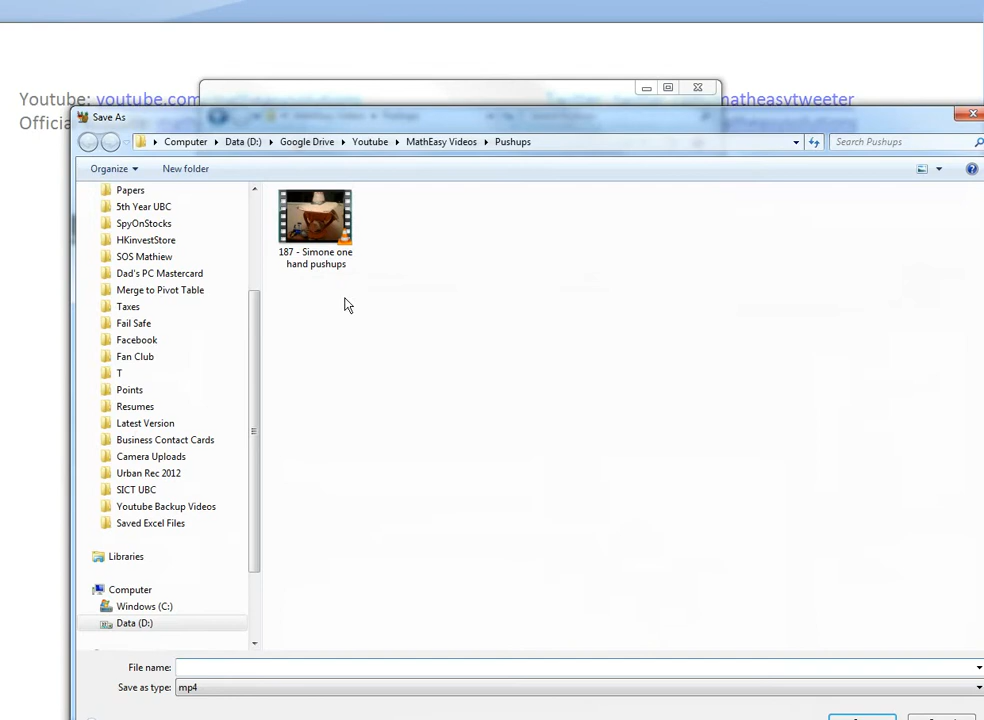 Youtube: youtube.com
matheasytweeter
Official
Save As
Computer Data (D:) Google Drive Youtube MathEasy Videos Pushups
Search Pushups
Organize New folder
Papers
5th Year UBC
SpyOnStocks
HKinvestStore
SOS Mathiew
Dad's PC Mastercard
Merge to Pivot Table
Taxes
Fail Safe
Facebook
Fan Club
T
Points
Resumes
Latest Version
Business Contact Cards
Camera Uploads
Urban Rec 2012
SICT UBC
Youtube Backup Videos
Saved Excel Files
Libraries
Computer
Windows (C:)
Data (D:)
187 - Simone one
hand pushups
File name:
Save as type: mp4